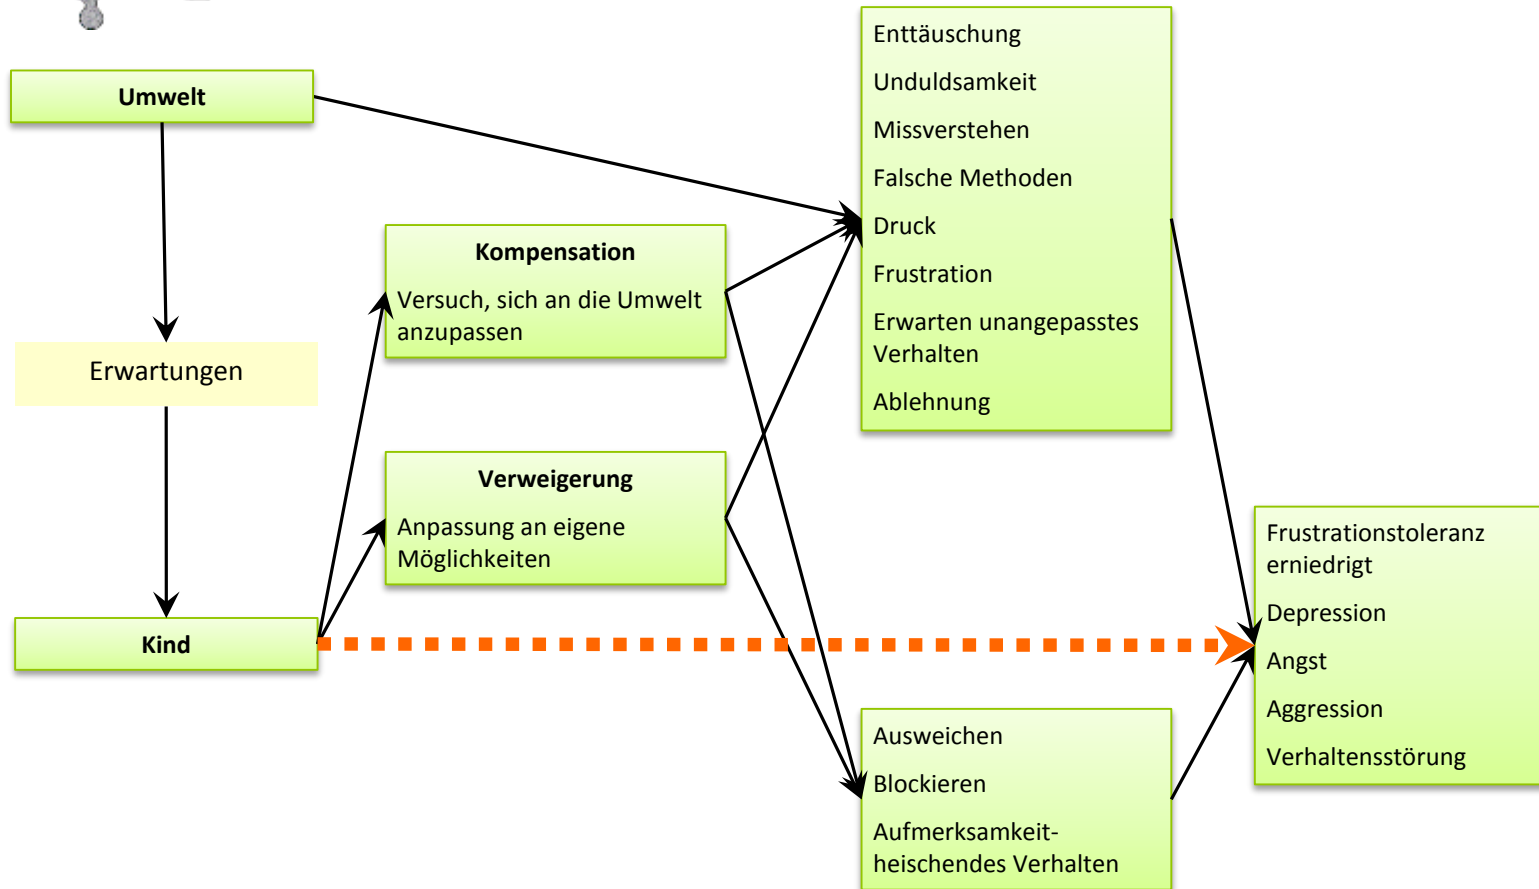 Umwelt
Erwartungen
Kind
Kompensation
Versuch, sich an die Umwelt
anzupassen
Verweigerung
Anpassung an eigene
Möglichkeiten
Enttäuschung
Unduldsamkeit
Missverstehen
Falsche Methoden
Druck
Frustration
Erwarten unangepasstes
Verhalten
Ablehnung
Ausweichen
Blockieren
Aufmerksamkeit-
heischendes Verhalten
Frustrationstoleranz
erniedrigt
Depression
Angst
Aggression
Verhaltensstörung